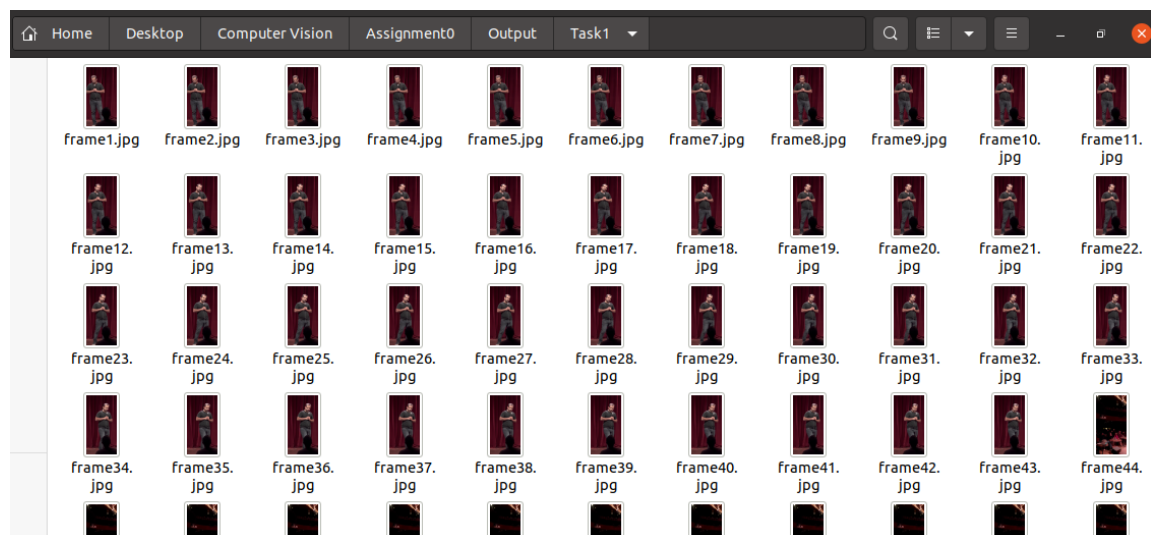 Home Desktop Computer Vision Assignment0 Output Task1
frame1.jpg frame2.jpg frame3.jpg frame4.jpg frame5.jpg frame6.jpg frame7.jpg frame8.jpg frame9.jpg frame10. frame11.
jpg jpg
frame12. frame13. frame14. frame15. frame16. frame17. frame18. frame19. frame20. frame21. frame22.
jpg jpg jpg jpg jpg jpg jpg jpg jpg jpg jpg
frame23. frame24. frame25. frame26. frame27. frame28. frame29. frame30. frame31. frame32. frame33.
jpg jpg jpg jpg jpg jpg jpg jpg jpg jpg jpg
frame34. frame35. frame36. frame37. frame38. frame39. frame40. frame41. frame42. frame43. frame44.
jpg jpg jpg jpg jpg jpg jpg jpg jpg jpg jpg